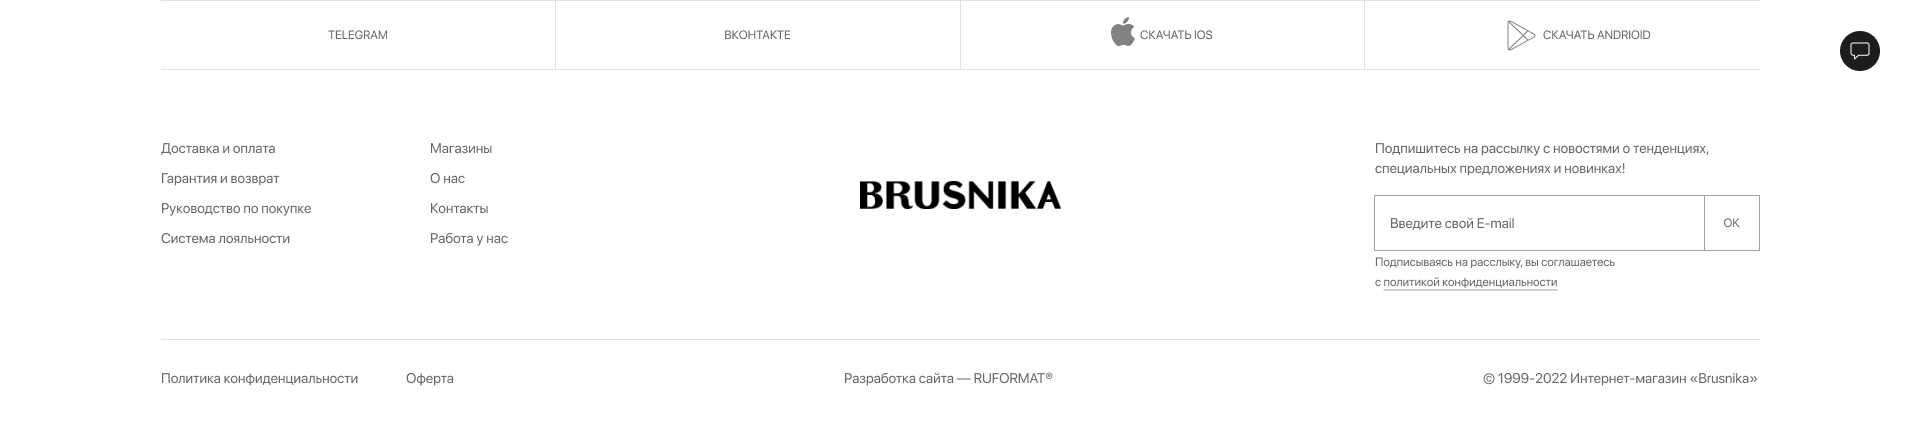 TELEGRAM
ВКОНТАКТЕ
СКАЧАТЬ IOS
СКАЧАТЬ ANDRIOID
Доставка и оплата
Гарантия и возврат
Руководство по покупке
Система лояльности
Магазины
О нас
Контакты
Работа у нас
BRUSNIKA
Подпишитесь на рассылку с новостями о тенденциях,
специальных предложениях и новинках!
Введите свой E-mail
OK
Подписываясь на расслыку, вы соглашаетесь
с политикой конфиденциальности
Политика конфиденциальности
Оферта
Разработка сайта — RUFORMAT®
© 1999-2022 Интернет-магазин «Brusnika»